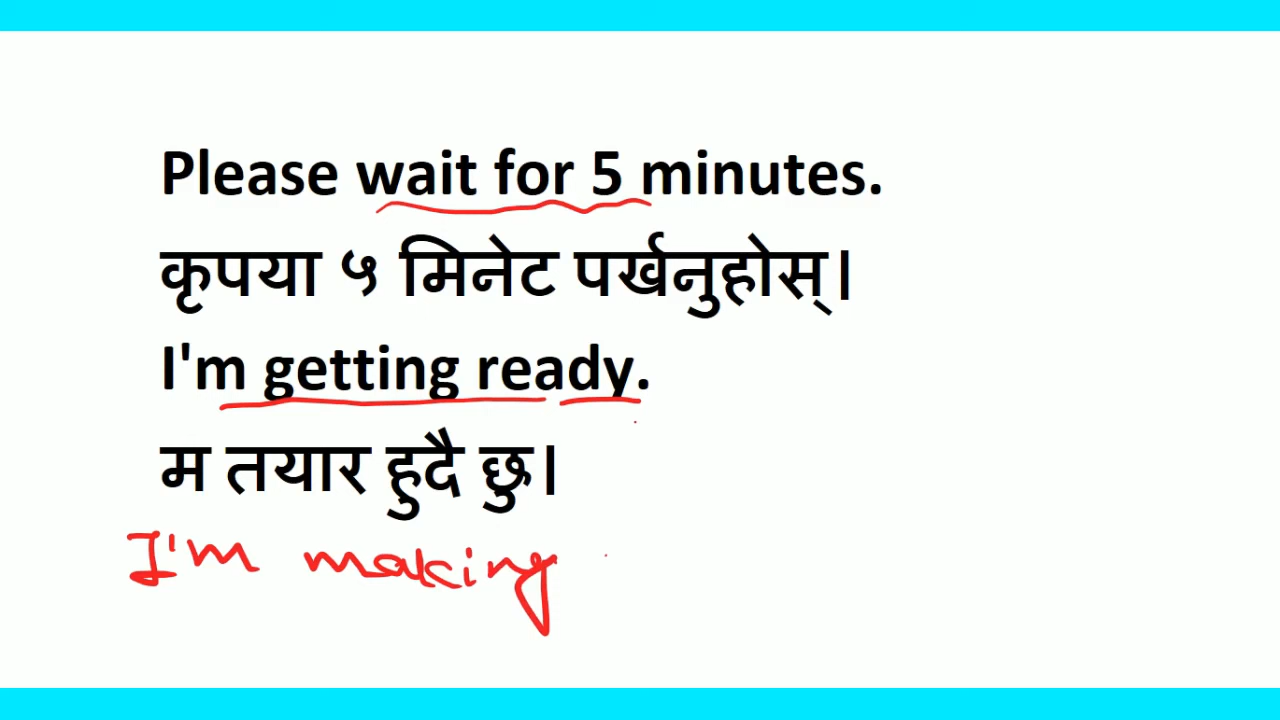 Please wait for 5 minutes.
कृपया ५ मिनेट पर्खनुहोस्।
I'm getting ready.
म तयार हुदै छु।
I'm making